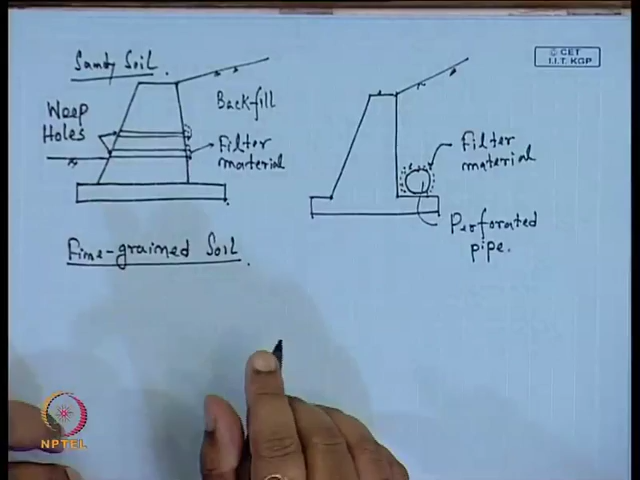 Sandy Soil.
© CET
I.I.T. KGP
Weep
Holes
Back-fill
Filter
material
Filter
material
Perforated
pipe.
Fine-grained Soil.
NPTEL